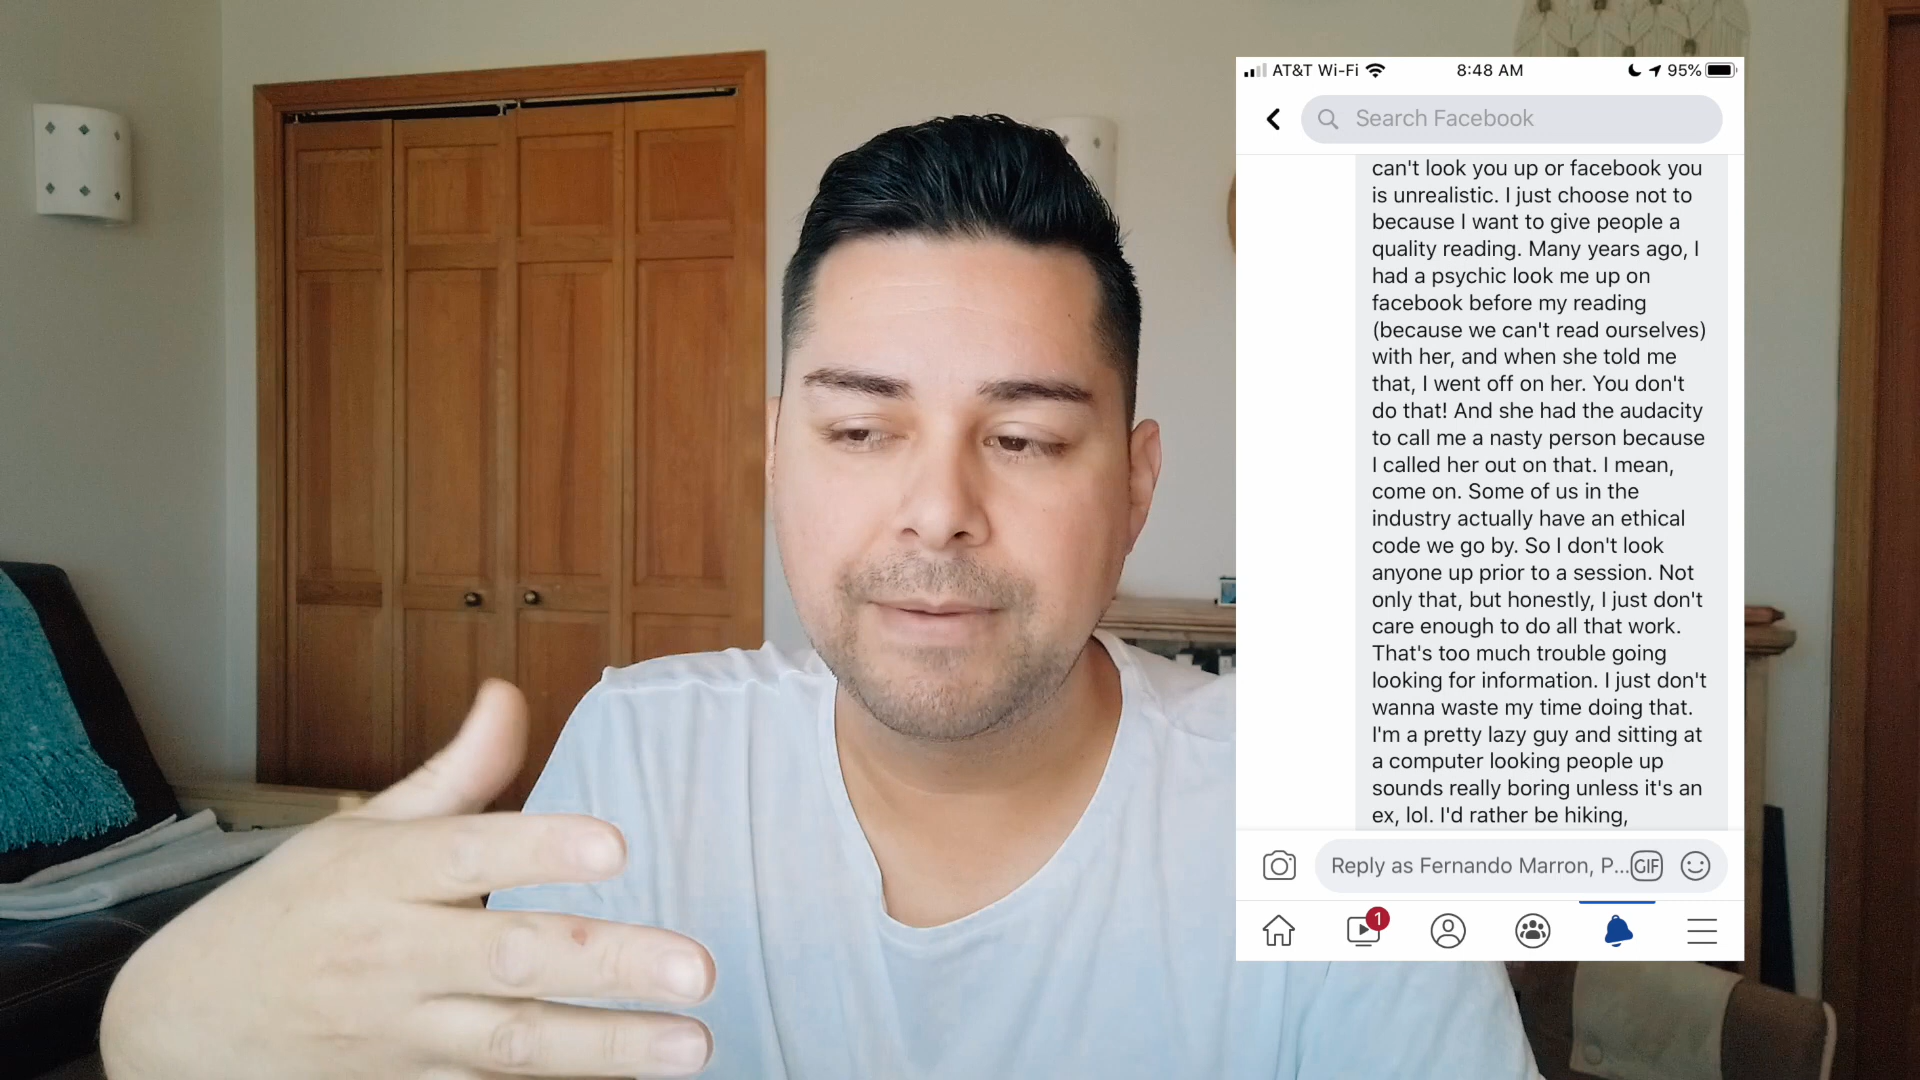 AT&T Wi-Fi 8:48 AM 95%
Search Facebook
can't look you up or facebook you
is unrealistic. I just choose not to
because I want to give people a
quality reading. Many years ago, I
had a psychic look me up on
facebook before my reading
(because we can't read ourselves)
with her, and when she told me
that, I went off on her. You don't
do that! And she had the audacity
to call me a nasty person because
I called her out on that. I mean,
come on. Some of us in the
industry actually have an ethical
code we go by. So I don't look
anyone up prior to a session. Not
only that, but honestly, I just don't
care enough to do all that work.
That's too much trouble going
looking for information. I just don't
wanna waste my time doing that.
I'm a pretty lazy guy and sitting at
a computer looking people up
sounds really boring unless it's an
ex, lol. I'd rather be hiking,
Reply as Fernando Marron, P... GIF
1